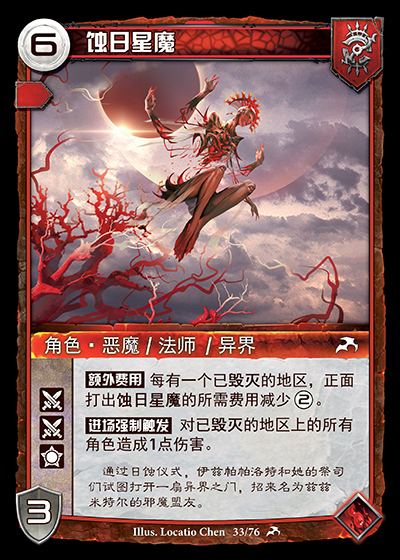 6
蚀日星魔
角色·恶魔/法师/异界
额外费用 每有一个已毁灭的地区,正面
打出蚀日星魔的所需费用减少②。
进场强制触发 对已毁灭的地区上的所有
角色造成1点伤害。
通过日蚀仪式,伊兹帕帕洛特和她的祭司
们试图打开一扇异界之门,招来名为兹兹
米特尔的邪魔盟友。
3
Illus. Locatio Chen 33/76